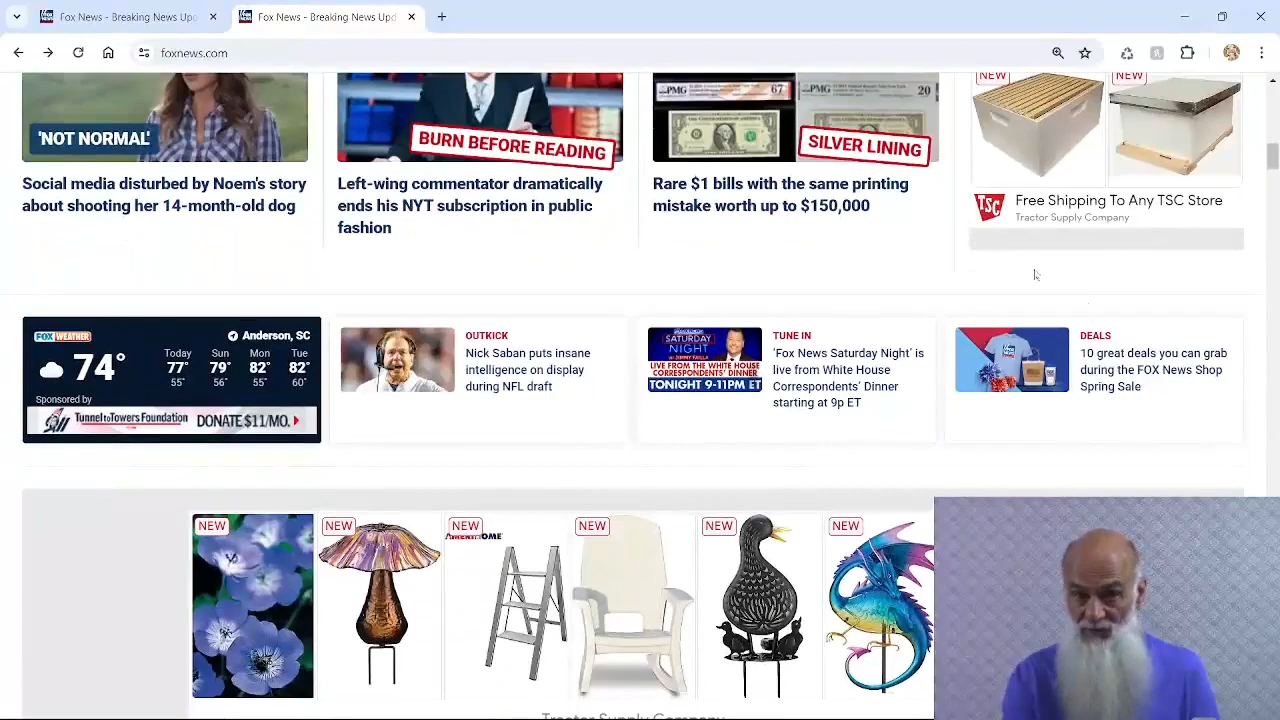 Fox News - Breaking News Upd
Fox News - Breaking News Upd
foxnews.com
'NOT NORMAL'
BURN BEFORE READING
PMG
67
PMG
20
SILVER LINING
NEW
NEW
Social media disturbed by Noem's story
about shooting her 14-month-old dog
Left-wing commentator dramatically
ends his NYT subscription in public
fashion
Rare $1 bills with the same printing
mistake worth up to $150,000
TSC
Free Shipping To Any TSC Store
Tractor Supply Company
FOX WEATHER
Anderson, SC
74°
Today
Sun
Mon
Tue
77°
79°
82°
82°
55°
56°
55°
60°
Sponsored by
Tunnel to Towers Foundation
DONATE $11/MO.
OUTKICK
Nick Saban puts insane
intelligence on display
during NFL draft
SATURDAY
NIGHT
LIVE FROM THE WHITE HOUSE
CORRESPONDENTS' DINNER
TONIGHT 9-11PM ET
TUNE IN
'Fox News Saturday Night' is
live from White House
Correspondents' Dinner
starting at 9p ET
DEALS
10 great deals you can grab
during the FOX News Shop
Spring Sale
NEW
NEW
NEW
NEW
NEW
NEW
Tractor Supply Company